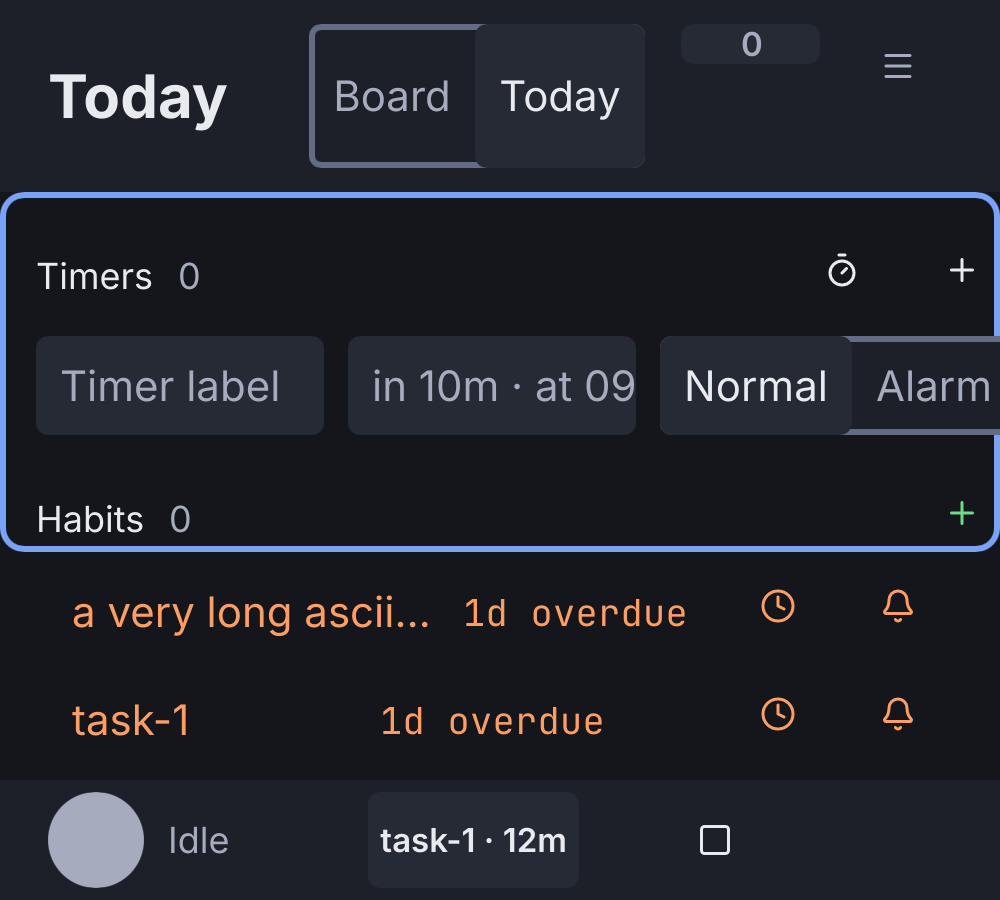 Today
Board Today
0
Timers 0
Timer label in 10m · at 09 Normal Alarm
Habits 0
a very long ascii... 1d overdue
task-1 1d overdue
Idle task-1 · 12m